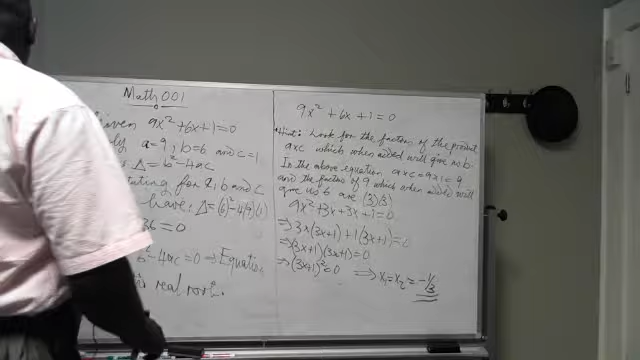 Math 001
Given 9x² + 6x + 1 = 0
a = 9; b = 6 and c = 1
Δ = b² - 4ac
for a; b and c
have: Δ = (6)² - 4(9)(1)
36 = 0
b² - 4ac = 0 ⇒ Equation
real root.
9x² + 6x + 1 = 0
Hint: Look for the factors of the product
axc which when added will give us b.
In the above equation axc = 9x1 = 9
and the factors of 9 which when added will
give us 6 are (3)(3)
9x² + 3x + 3x + 1 = 0
⇒ 3x(3x+1) + 1(3x+1) = 0
⇒ (3x+1)(3x+1) = 0
⇒ (3x+1)² = 0 ⇒ x₁ = x₂ = -1/3